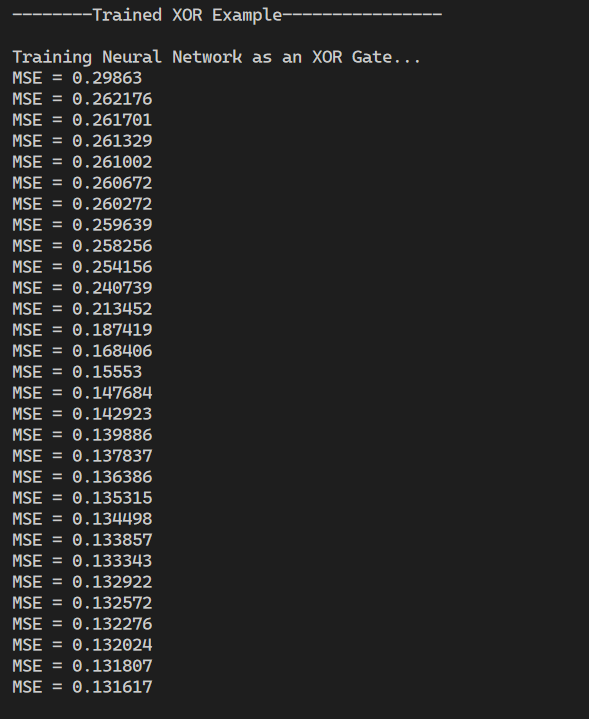 --------Trained XOR Example----------------
Training Neural Network as an XOR Gate...
MSE = 0.29863
MSE = 0.262176
MSE = 0.261701
MSE = 0.261329
MSE = 0.261002
MSE = 0.260672
MSE = 0.260272
MSE = 0.259639
MSE = 0.258256
MSE = 0.254156
MSE = 0.240739
MSE = 0.213452
MSE = 0.187419
MSE = 0.168406
MSE = 0.15553
MSE = 0.147684
MSE = 0.142923
MSE = 0.139886
MSE = 0.137837
MSE = 0.136386
MSE = 0.135315
MSE = 0.134498
MSE = 0.133857
MSE = 0.133343
MSE = 0.132922
MSE = 0.132572
MSE = 0.132276
MSE = 0.132024
MSE = 0.131807
MSE = 0.131617